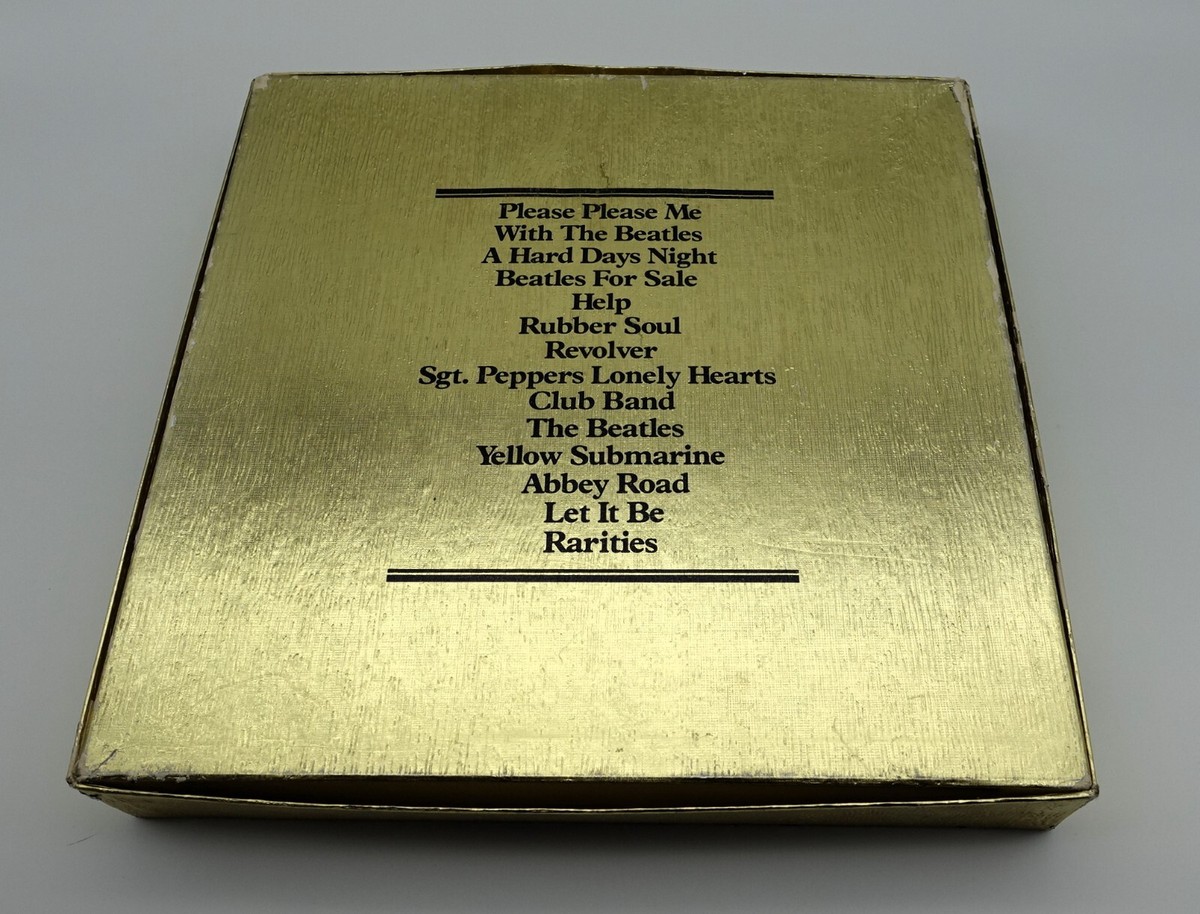 Please Please Me
With The Beatles
A Hard Days Night
Beatles For Sale
Help
Rubber Soul
Revolver
Sgt. Peppers Lonely Hearts
Club Band
The Beatles
Yellow Submarine
Abbey Road
Let It Be
Rarities